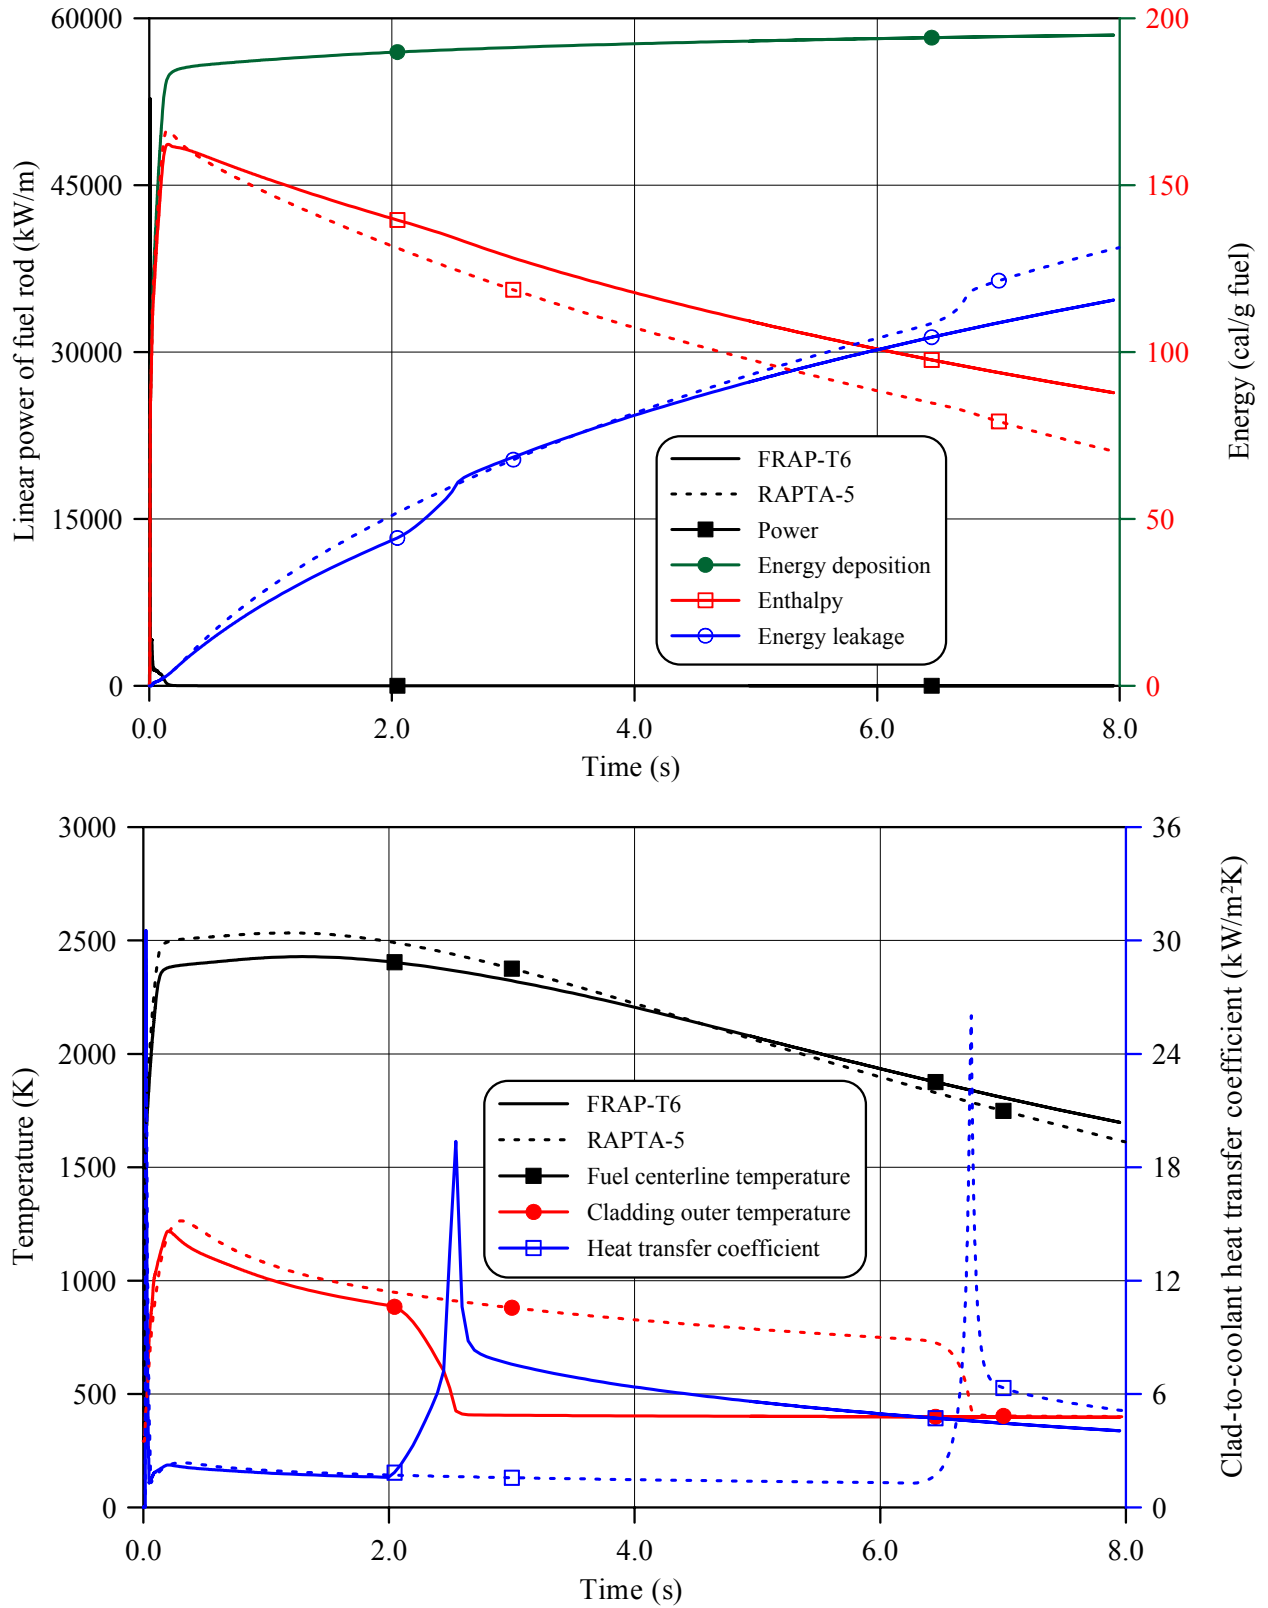 60000
45000
30000
15000
0
200
150
100
50
0
Linear power of fuel rod (kW/m)
Energy (cal/g fuel)
FRAP-T6
RAPTA-5
Power
Energy deposition
Enthalpy
Energy leakage
0.0 2.0 4.0 6.0 8.0
Time (s)
3000
2500
2000
1500
1000
500
0
36
30
24
18
12
6
0
Temperature (K)
Clad-to-coolant heat transfer coefficient (kW/m²K)
FRAP-T6
RAPTA-5
Fuel centerline temperature
Cladding outer temperature
Heat transfer coefficient
0.0 2.0 4.0 6.0 8.0
Time (s)